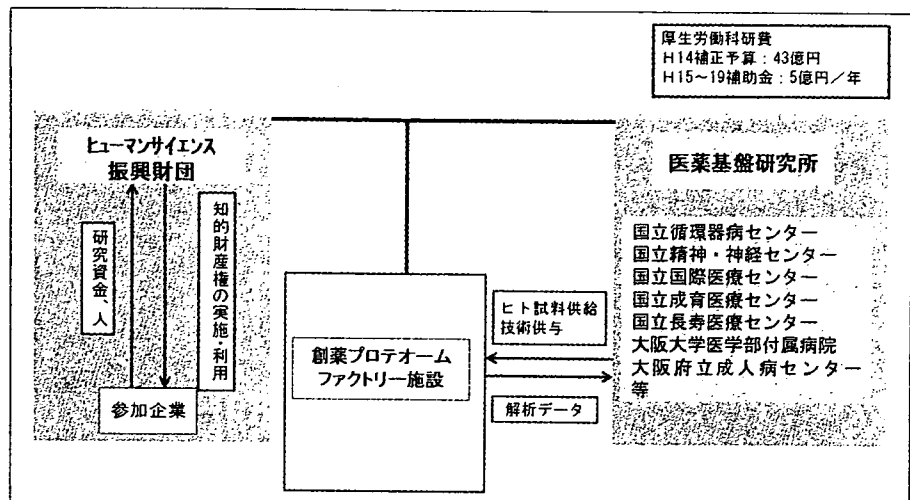 厚生労働科研費
H14補正予算：43億円
H15～19補助金：5億円／年
ヒューマンサイエンス
振興財団
研究資金、人
知的財産権の実施・利用
参加企業
創薬プロテオーム
ファクトリー施設
ヒト試料供給
技術供与
解析データ
医薬基盤研究所
国立循環器病センター
国立精神・神経センター
国立国際医療センター
国立成育医療センター
国立長寿医療センター
大阪大学医学部付属病院
大阪府立成人病センター
等